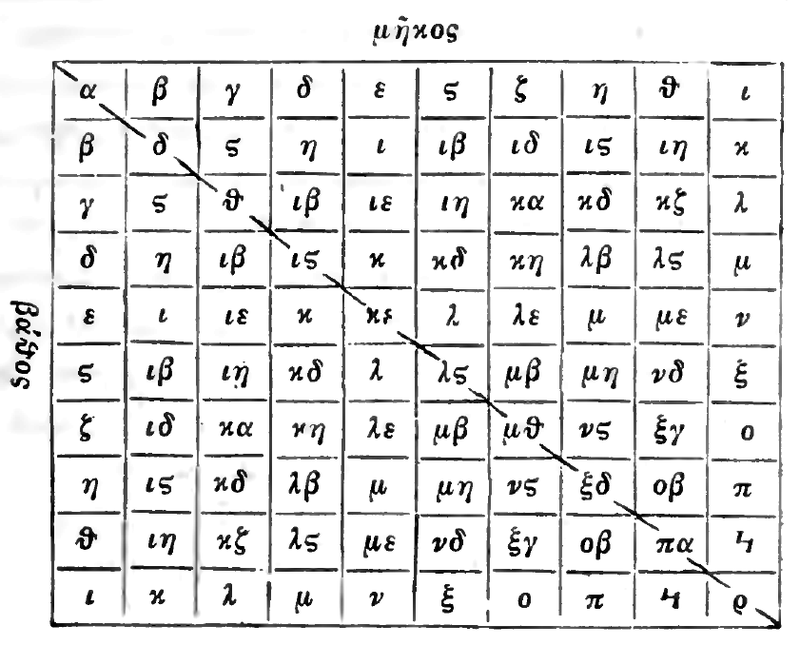 μῆκος
α β γ δ ε ϛ ζ η ϑ ι
β δ ϛ η ι ιβ ιδ ιϛ ιη κ
γ ϛ ϑ ιβ ιε ιη κα κδ κζ λ
δ η ιβ ιϛ κ κδ κη λβ λϛ μ
ε ι ιε κ κε λ λε μ με ν
ϛ ιβ ιη κδ λ λϛ μβ μη νδ ξ
ζ ιδ κα κη λε μβ μϑ νϛ ξγ ο
η ιϛ κδ λβ μ μη νϛ ξδ οβ π
ϑ ιη κζ λϛ με νδ ξγ οβ πα ϟ
ι κ λ μ ν ξ ο π ϟ ρ
βάϑος